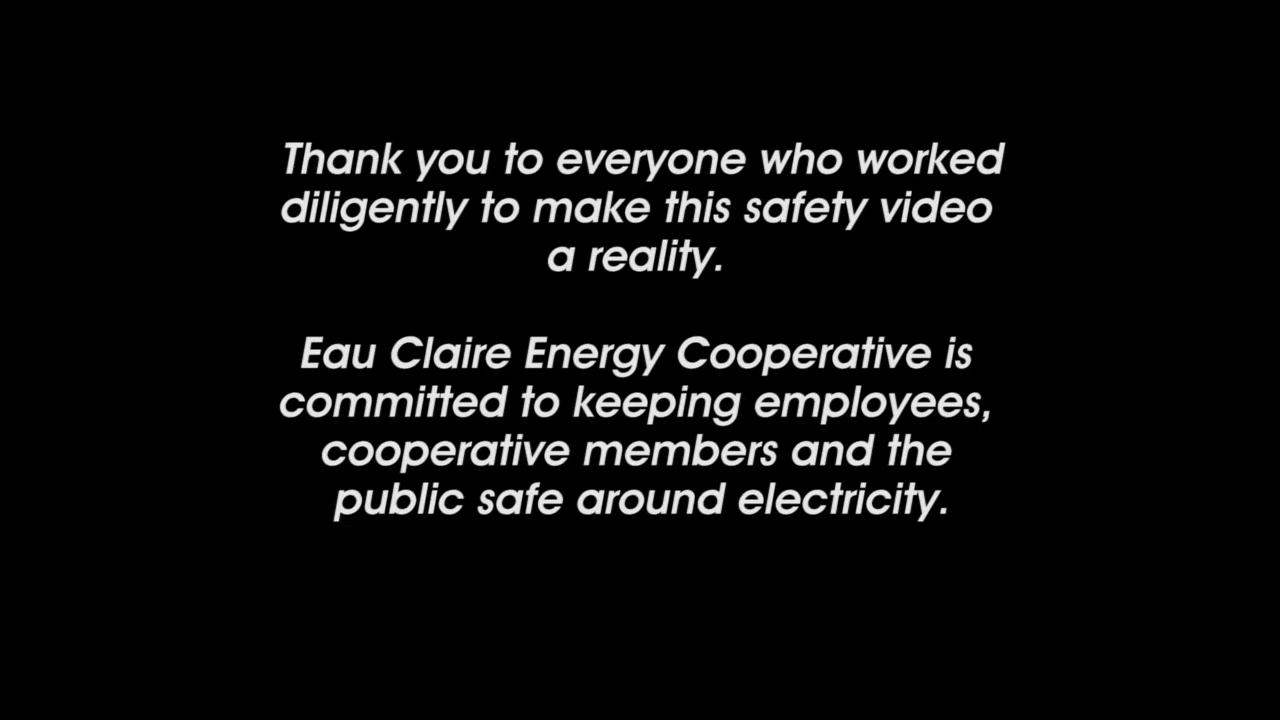 Thank you to everyone who worked
diligently to make this safety video
a reality.
Eau Claire Energy Cooperative is
committed to keeping employees,
cooperative members and the
public safe around electricity.